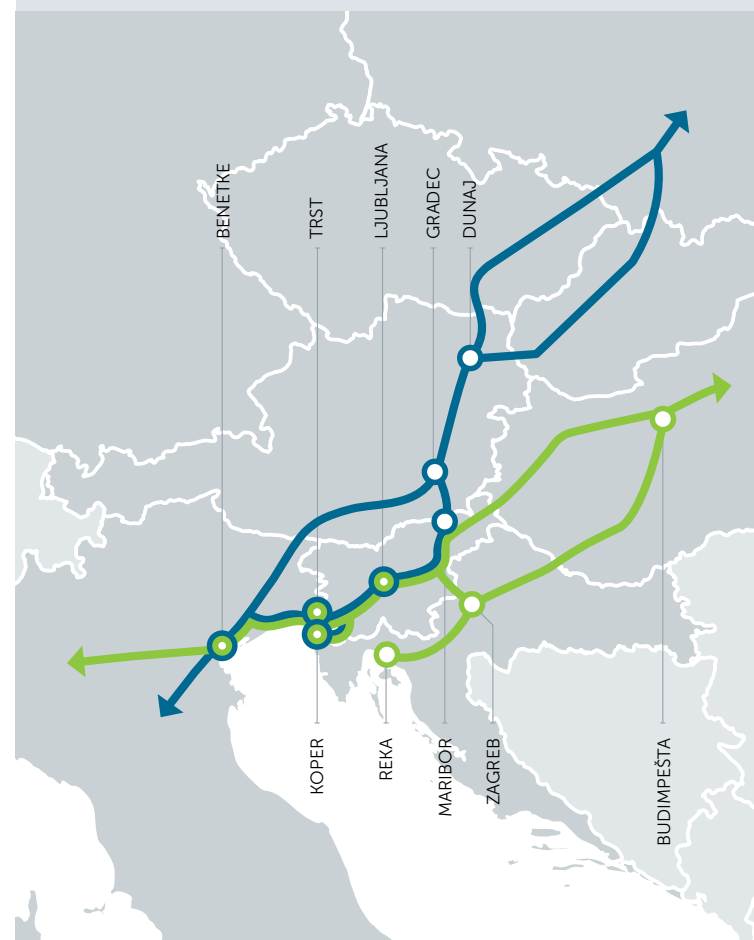 BENETKE
TRST
LJUBLJANA
GRADEC
DUNAJ
KOPER
REKA
MARIBOR
ZAGREB
BUDIMPEŠTA